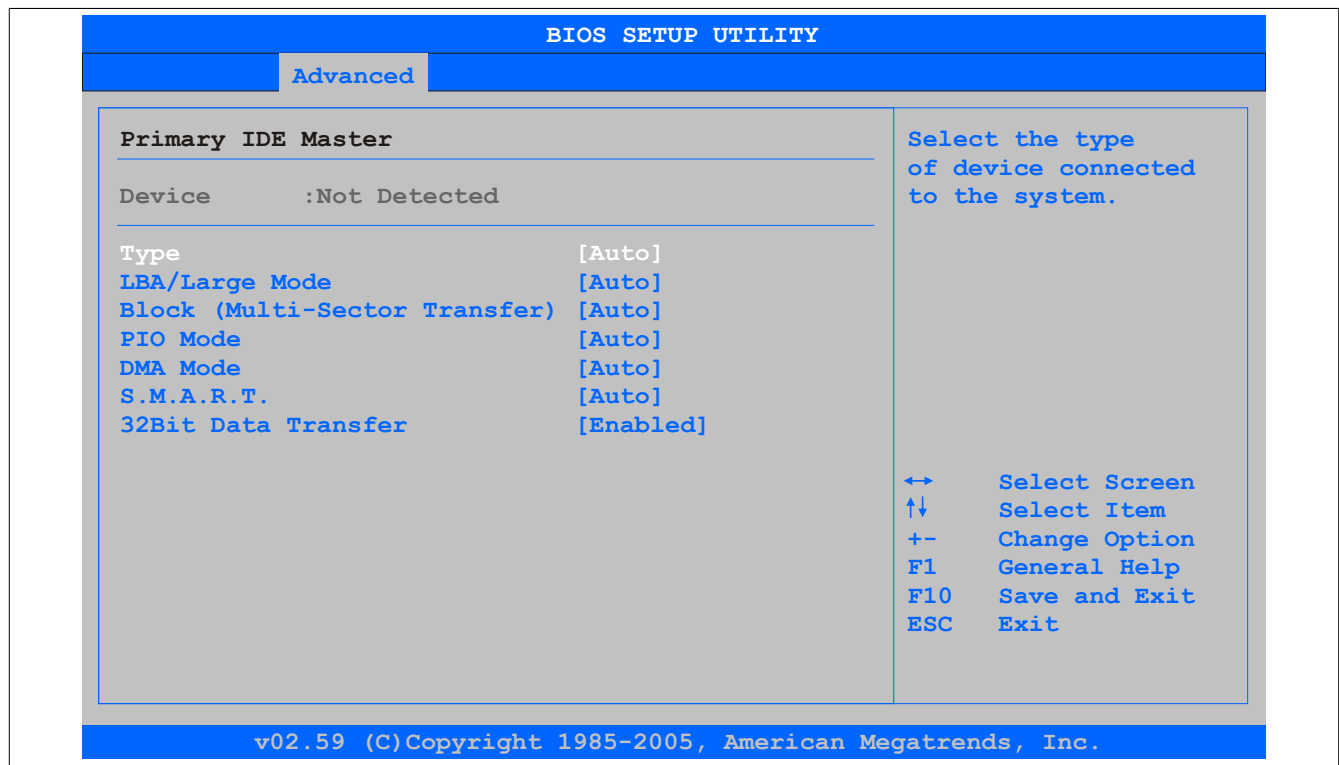 BIOS SETUP UTILITY
Advanced
Primary IDE Master
Device :Not Detected
Type [Auto]
LBA/Large Mode [Auto]
Block (Multi-Sector Transfer) [Auto]
PIO Mode [Auto]
DMA Mode [Auto]
S.M.A.R.T. [Auto]
32Bit Data Transfer [Enabled]
Select the type
of device connected
to the system.
↔ Select Screen
↑↓ Select Item
+- Change Option
F1 General Help
F10 Save and Exit
ESC Exit
v02.59 (C)Copyright 1985-2005, American Megatrends, Inc.